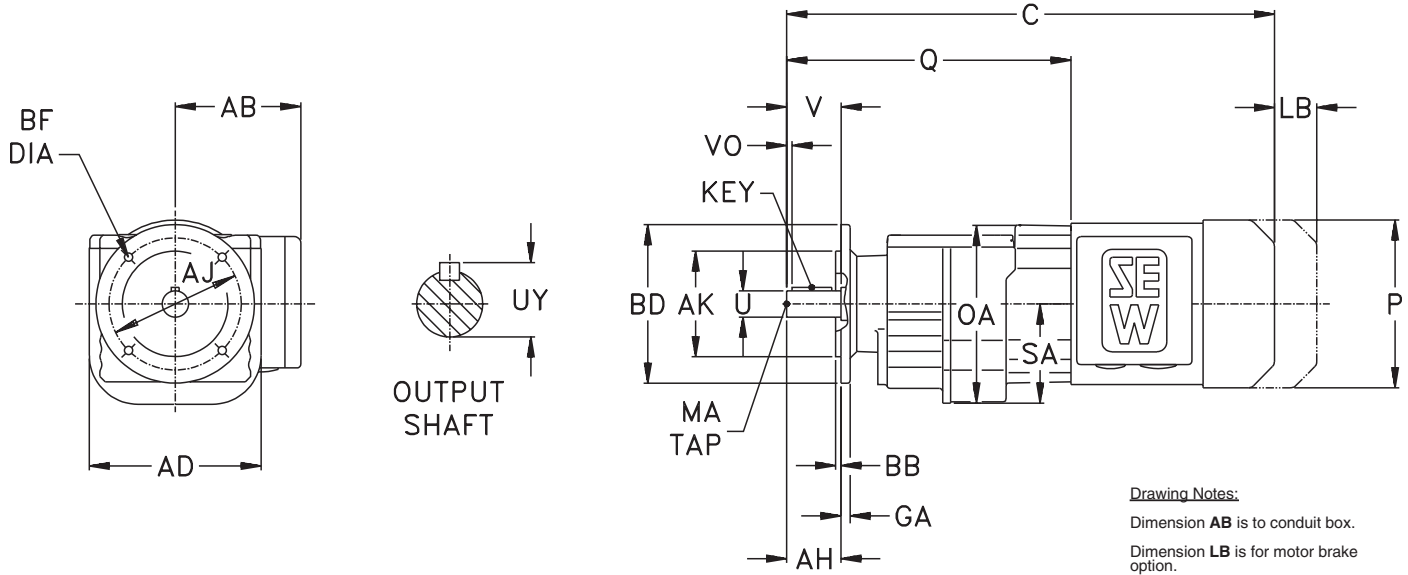 C
Q
AB
V
LB
BF
DIA
VO
KEY
AJ
UY
BD
AK
U
OA
SA
SEW
P
OUTPUT
SHAFT
MA
TAP
AD
BB
GA
AH
Drawing Notes:
Dimension AB is to conduit box.
Dimension LB is for motor brake
option.